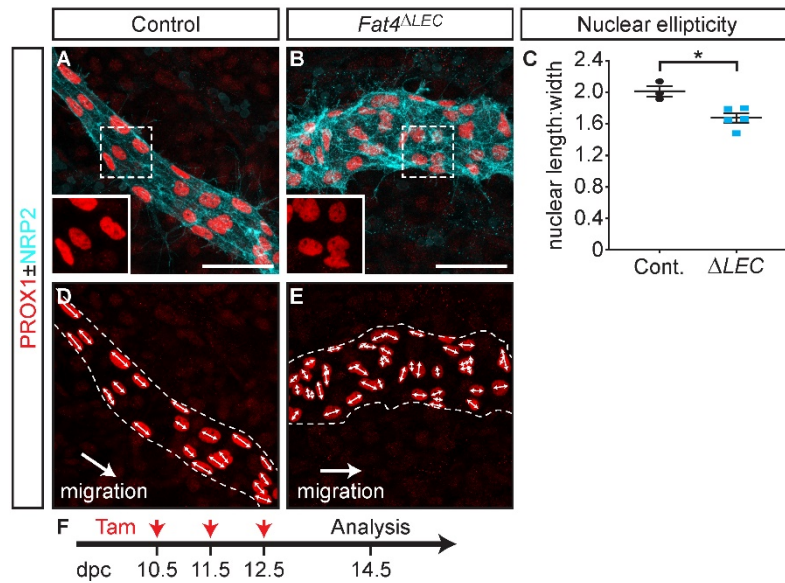 Control
Fat4ΔLEC
Nuclear ellipticity
PROX1±NRP2
A
B
C
*
nuclear length:width
2.4
2.0
1.6
1.2
0.8
0.4
0
Cont.
ΔLEC
D
E
migration
migration
F
Tam
Analysis
dpc
10.5
11.5
12.5
14.5